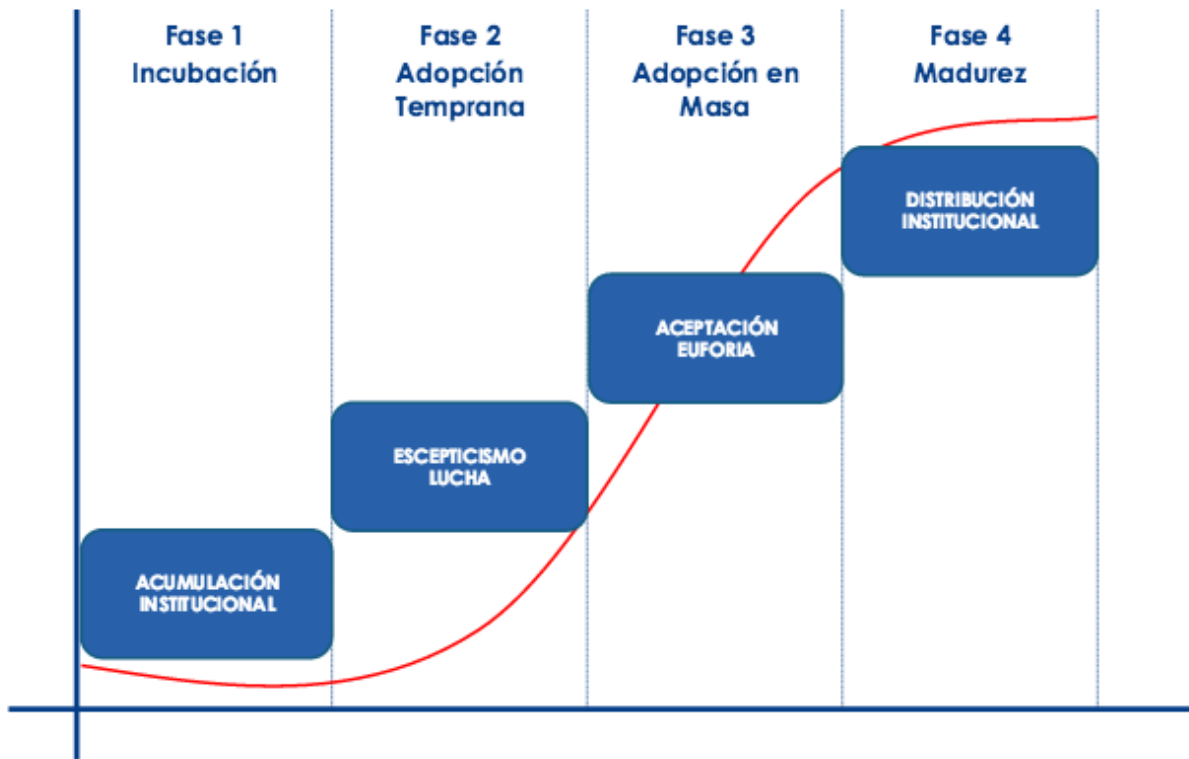 Fase 1
Incubación
Fase 2
Adopción
Temprana
Fase 3
Adopción en
Masa
Fase 4
Madurez
DISTRIBUCIÓN
INSTITUCIONAL
ACEPTACIÓN
EUFORIA
ESCEPTICISMO
LUCHA
ACUMULACIÓN
INSTITUCIONAL